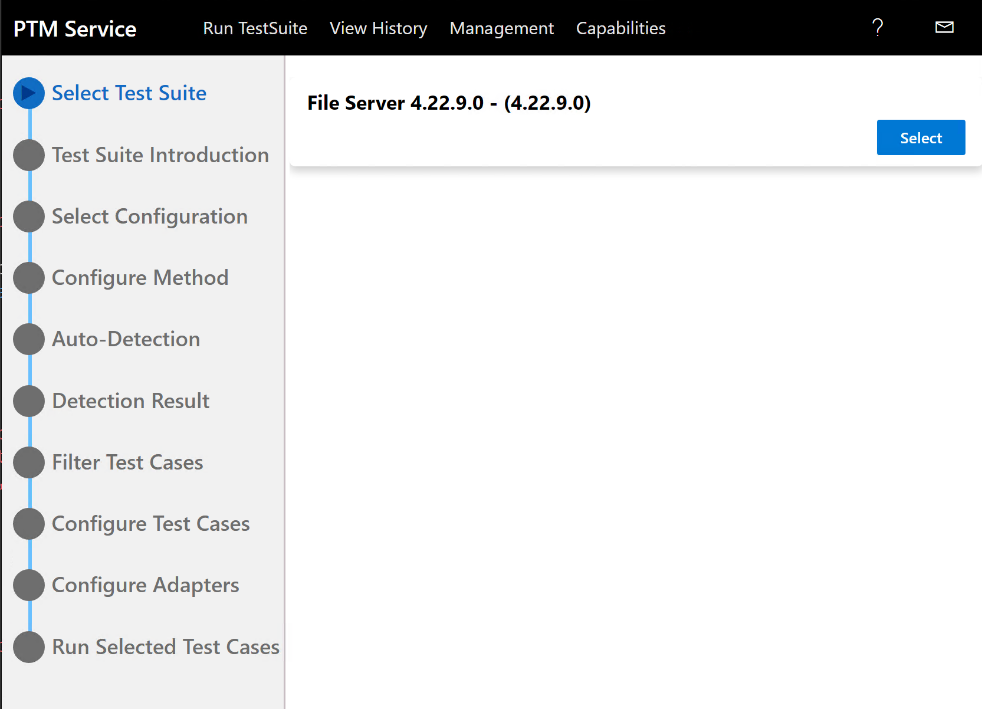 PTM Service
Run TestSuite
View History
Management
Capabilities
?
Select Test Suite
Test Suite Introduction
Select Configuration
Configure Method
Auto-Detection
Detection Result
Filter Test Cases
Configure Test Cases
Configure Adapters
Run Selected Test Cases
File Server 4.22.9.0 - (4.22.9.0)
Select